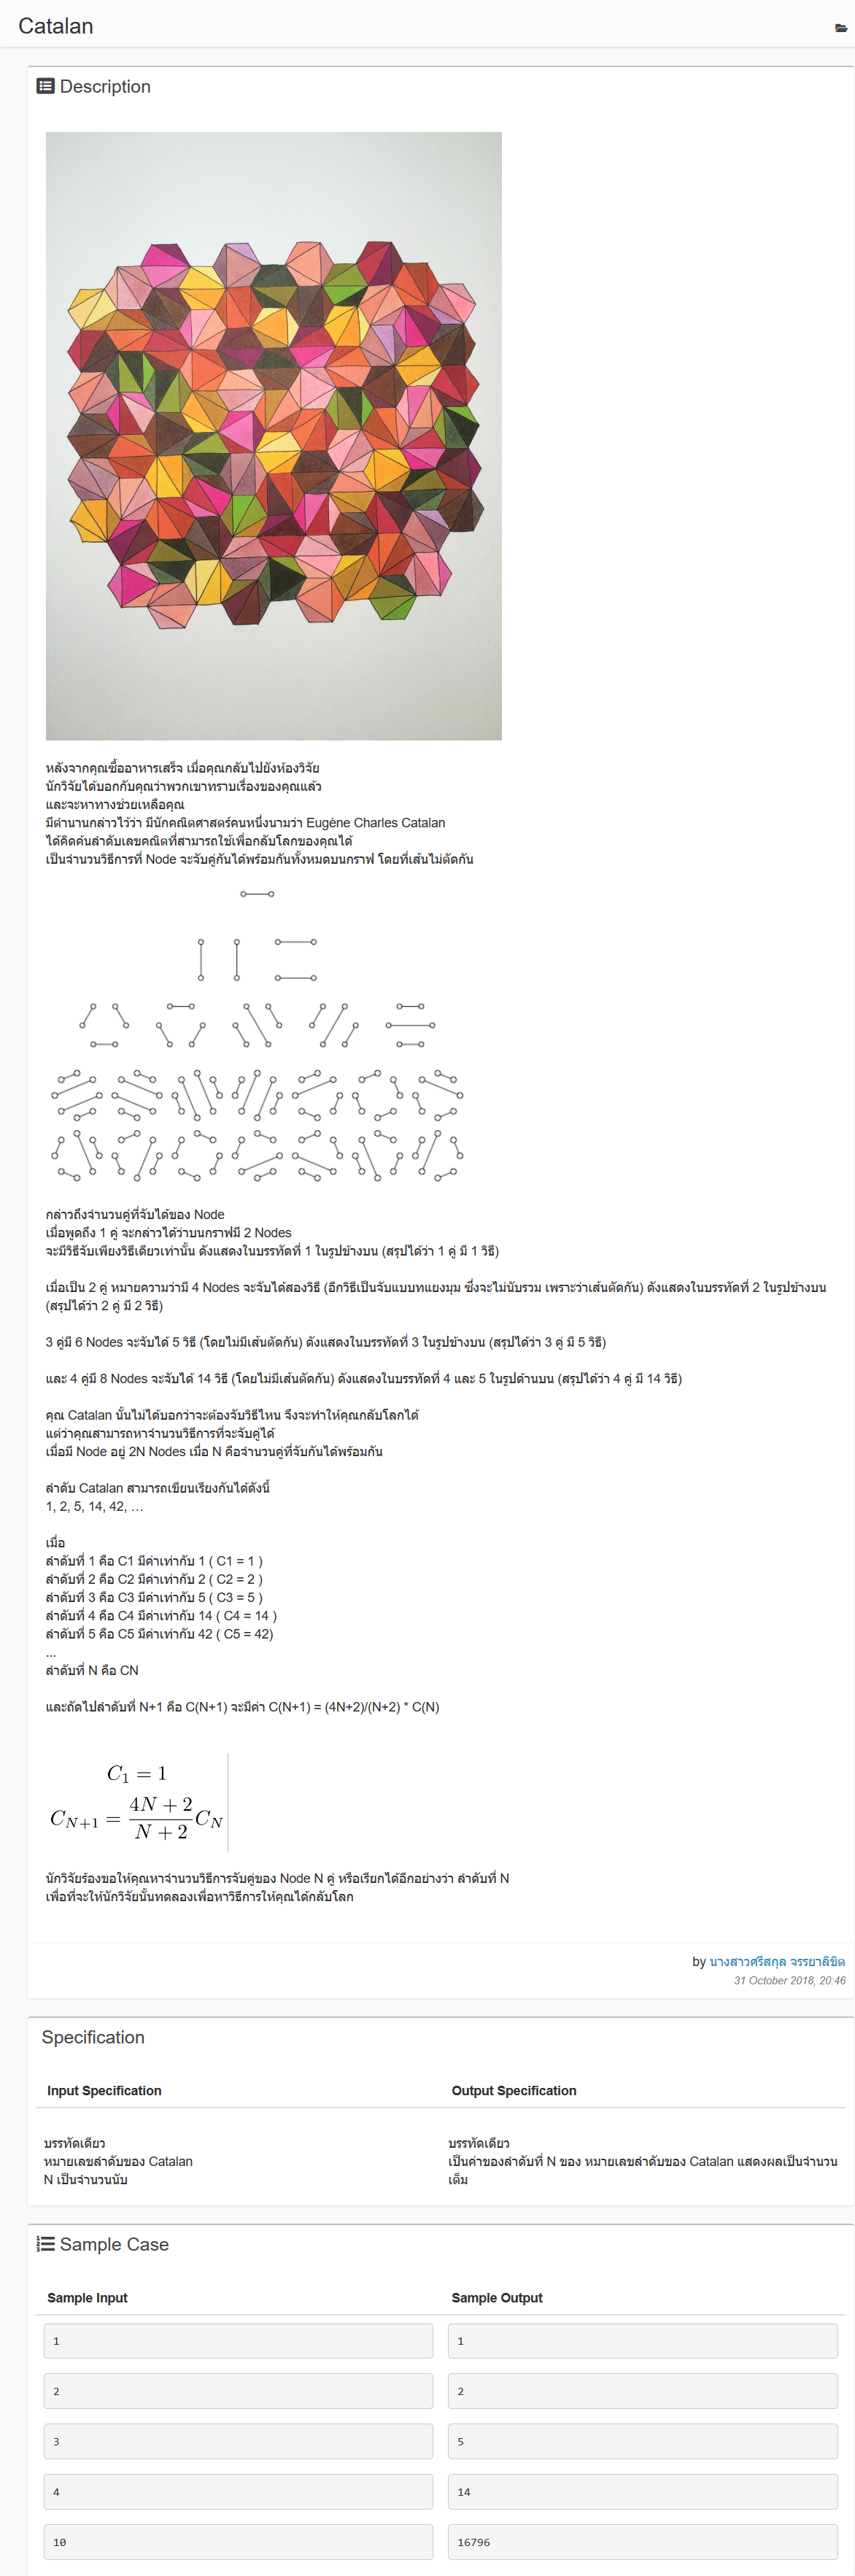 Catalan
Description
หลังจากคุณซื้ออาหารเสร็จ เมื่อคุณกลับไปยังห้องวิจัย
นักวิจัยได้บอกกับคุณว่าพวกเขาทราบเรื่องของคุณแล้ว
และจะหาทางช่วยเหลือคุณ
มีตำนานกล่าวไว้ว่า มีนักคณิตศาสตร์คนหนึ่งนามว่า Eugène Charles Catalan
ได้คิดค้นลำดับเลขคณิตที่สามารถใช้เพื่อกลับโลกของคุณได้
เป็นจำนวนวิธีการที่ Node จะจับคู่กันได้พร้อมกันทั้งหมดบนกราฟ โดยที่เส้นไม่ตัดกัน
กล่าวถึงจำนวนคู่ที่จับได้ของ Node
เมื่อพูดถึง 1 คู่ จะกล่าวได้ว่าบนกราฟมี 2 Nodes
จะมีวิธีจับเพียงวิธีเดียวเท่านั้น ดังแสดงในบรรทัดที่ 1 ในรูปข้างบน (สรุปได้ว่า 1 คู่ มี 1 วิธี)
เมื่อเป็น 2 คู่ หมายความว่ามี 4 Nodes จะจับได้สองวิธี (อีกวิธีเป็นจับแบบทแยงมุม ซึ่งจะไม่นับรวม เพราะว่าเส้นตัดกัน) ดังแสดงในบรรทัดที่ 2 ในรูปข้างบน
(สรุปได้ว่า 2 คู่ มี 2 วิธี)
3 คู่มี 6 Nodes จะจับได้ 5 วิธี (โดยไม่มีเส้นตัดกัน) ดังแสดงในบรรทัดที่ 3 ในรูปข้างบน (สรุปได้ว่า 3 คู่ มี 5 วิธี)
และ 4 คู่มี 8 Nodes จะจับได้ 14 วิธี (โดยไม่มีเส้นตัดกัน) ดังแสดงในบรรทัดที่ 4 และ 5 ในรูปด้านบน (สรุปได้ว่า 4 คู่ มี 14 วิธี)
คุณ Catalan นั้นไม่ได้บอกว่าจะต้องจับวิธีไหน จึงจะทำให้คุณกลับโลกได้
แต่ว่าคุณสามารถหาจำนวนวิธีการที่จะจับคู่ได้
เมื่อมี Node อยู่ 2N Nodes เมื่อ N คือจำนวนคู่ที่จับกันได้พร้อมกัน
ลำดับ Catalan สามารถเขียนเรียงกันได้ดังนี้
1, 2, 5, 14, 42, …
เมื่อ
ลำดับที่ 1 คือ C1 มีค่าเท่ากับ 1 ( C1 = 1 )
ลำดับที่ 2 คือ C2 มีค่าเท่ากับ 2 ( C2 = 2 )
ลำดับที่ 3 คือ C3 มีค่าเท่ากับ 5 ( C3 = 5 )
ลำดับที่ 4 คือ C4 มีค่าเท่ากับ 14 ( C4 = 14 )
ลำดับที่ 5 คือ C5 มีค่าเท่ากับ 42 ( C5 = 42)
...
ลำดับที่ N คือ CN
และถัดไปลำดับที่ N+1 คือ C(N+1) จะมีค่า C(N+1) = (4N+2)/(N+2) * C(N)
C₁ = 1
C_{N+1} = \frac{4N + 2}{N + 2} C_N
นักวิจัยร้องขอให้คุณหาจำนวนวิธีการจับคู่ของ Node N คู่ หรือเรียกได้อีกอย่างว่า ลำดับที่ N
เพื่อที่จะให้นักวิจัยนั้นทดลองเพื่อหาวิธีการให้คุณได้กลับโลก
by นางสาวศรีสกุล จรรยาลิขิต
31 October 2018, 20:46
Specification
Input Specification
Output Specification
บรรทัดเดียว
หมายเลขลำดับของ Catalan
N เป็นจำนวนนับ
บรรทัดเดียว
เป็นค่าของลำดับที่ N ของ หมายเลขลำดับของ Catalan แสดงผลเป็นจำนวน
เต็ม
Sample Case
Sample Input
Sample Output
1
1
2
2
3
5
4
14
10
16796